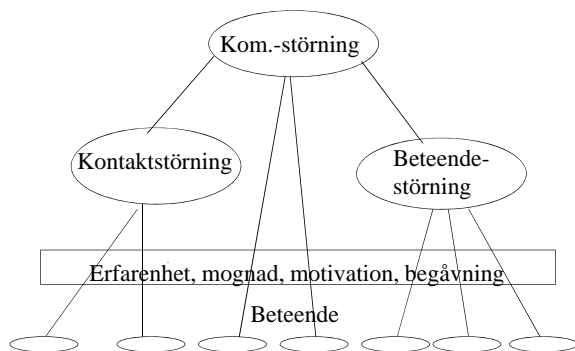 Kom.-störning
Kontaktstörning
Beteende-
störning
Erfarenhet, mognad, motivation, begåvning
Beteende